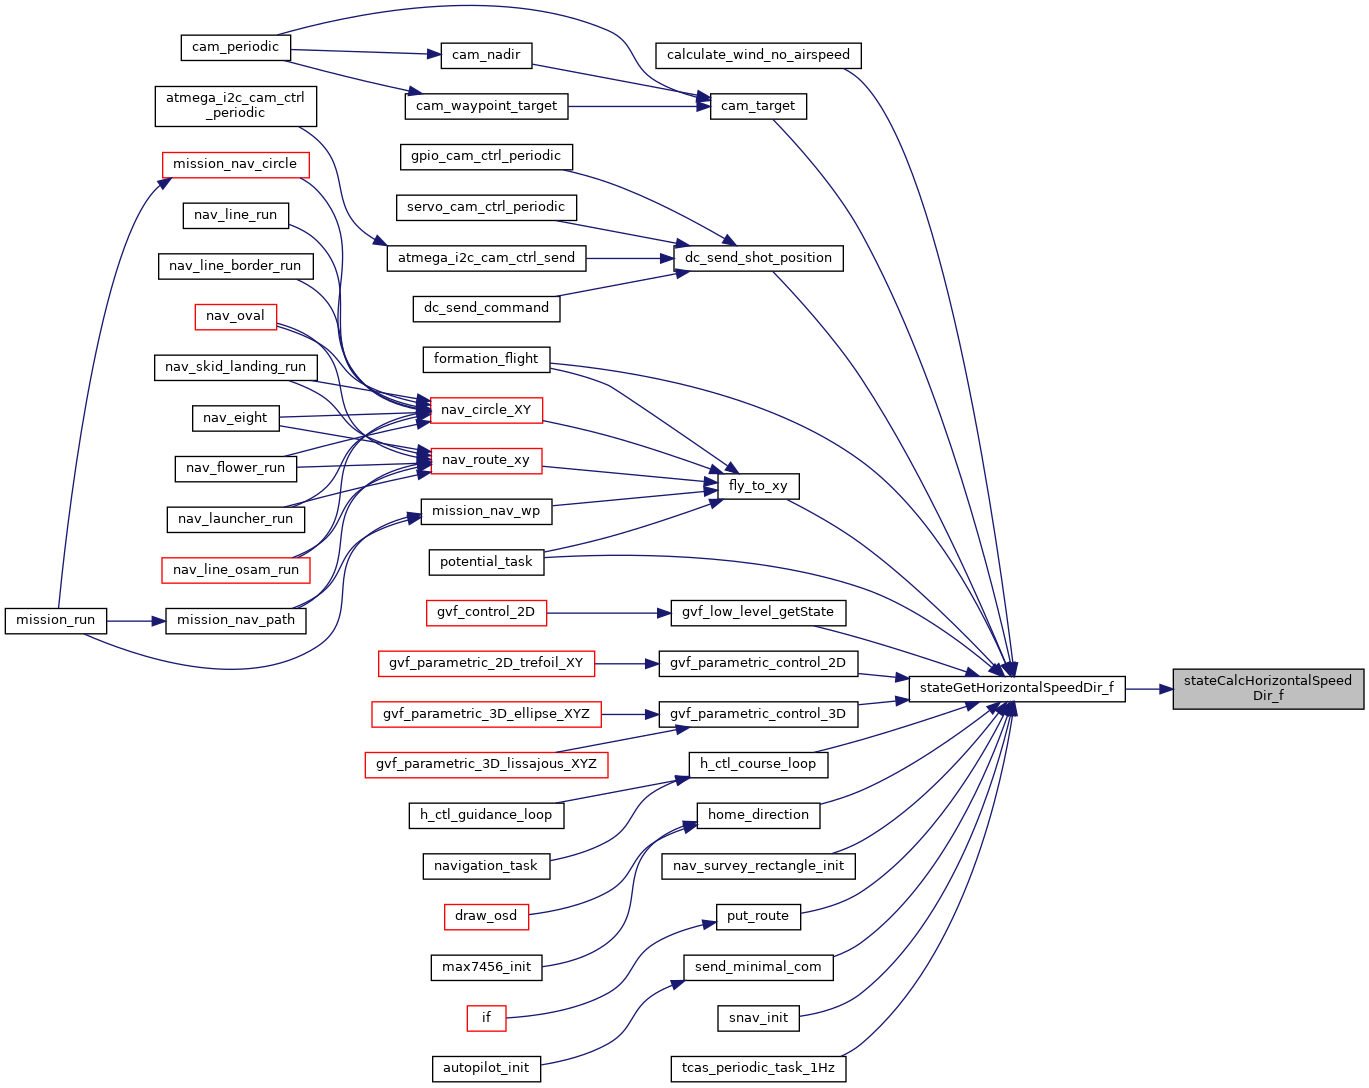 cam_periodic
atmega_i2c_cam_ctrl
_periodic
mission_nav_circle
nav_line_run
nav_line_border_run
nav_oval
nav_skid_landing_run
nav_eight
nav_flower_run
nav_launcher_run
nav_line_osam_run
mission_run
mission_nav_path
cam_nadir
cam_waypoint_target
gpio_cam_ctrl_periodic
servo_cam_ctrl_periodic
atmega_i2c_cam_ctrl_send
dc_send_command
formation_flight
nav_circle_XY
nav_route_xy
mission_nav_wp
potential_task
gvf_control_2D
gvf_parametric_2D_trefoil_XY
gvf_parametric_3D_ellipse_XYZ
gvf_parametric_3D_lissajous_XYZ
h_ctl_guidance_loop
navigation_task
draw_osd
max7456_init
if
autopilot_init
calculate_wind_no_airspeed
cam_target
dc_send_shot_position
fly_to_xy
gvf_low_level_getState
gvf_parametric_control_2D
gvf_parametric_control_3D
h_ctl_course_loop
home_direction
nav_survey_rectangle_init
put_route
send_minimal_com
snav_init
tcas_periodic_task_1Hz
stateGetHorizontalSpeedDir_f
stateCalcHorizontalSpeed
Dir_f